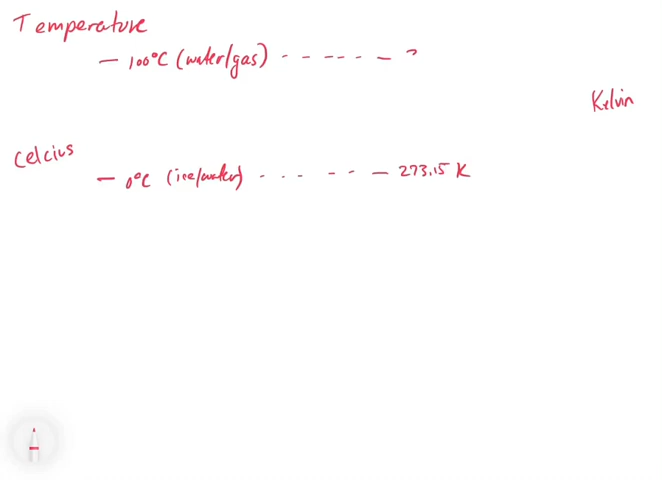 Temperature
— 100°C (water/gas) - - - - - — ?
Kelvin
Celcius
— 0°C (ice/water) - - - - - — 273.15 K